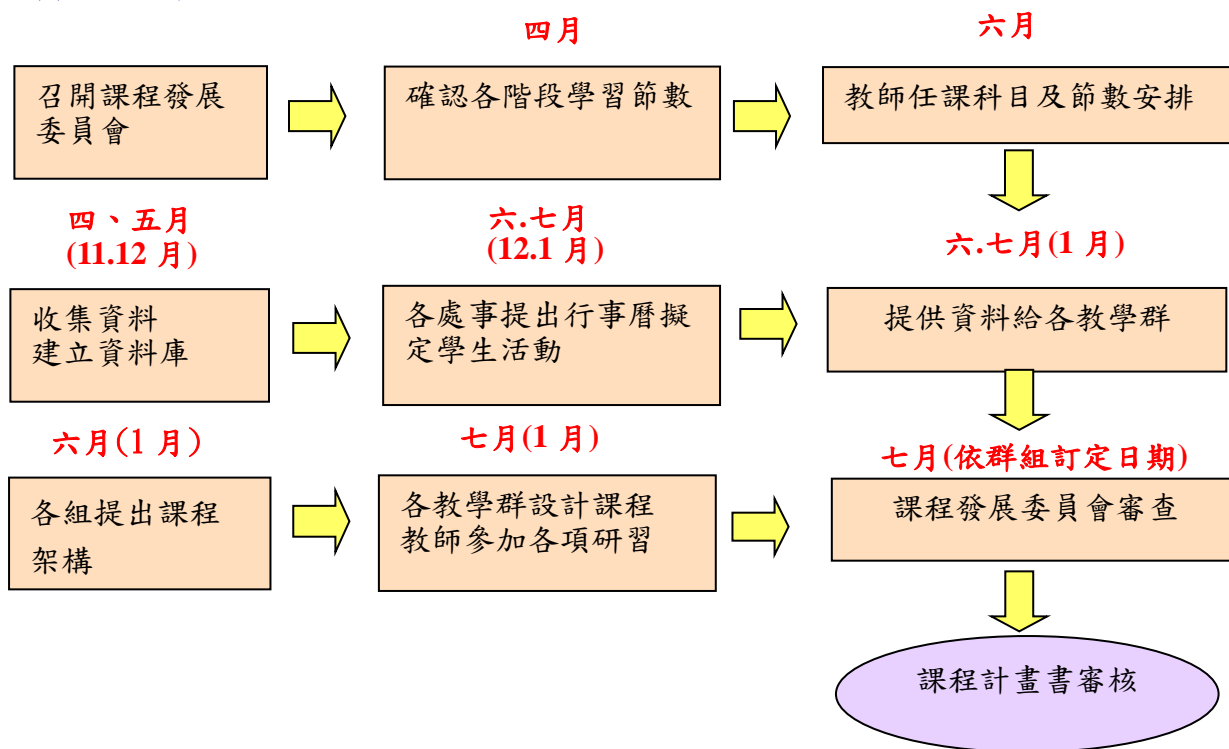 四月
六月
召開課程發展
委員會
確認各階段學習節數
教師任課科目及節數安排
四、五月
(11.12 月)
六.七月
(12.1 月)
六.七月(1 月)
收集資料
建立資料庫
各處事提出行事曆擬
定學生活動
提供資料給各教學群
六月(1 月)
七月(1 月)
七月(依群組訂定日期)
各組提出課程
架構
各教學群設計課程
教師參加各項研習
課程發展委員會審查
課程計畫書審核